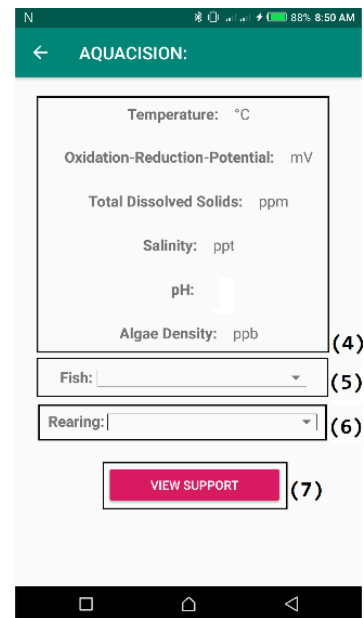 N 88% 8:50 AM
AQUACISION:
Temperature: °C
Oxidation-Reduction-Potential: mV
Total Dissolved Solids: ppm
Salinity: ppt
pH:
Algae Density: ppb
(4)
Fish:
(5)
Rearing:
(6)
VIEW SUPPORT
(7)